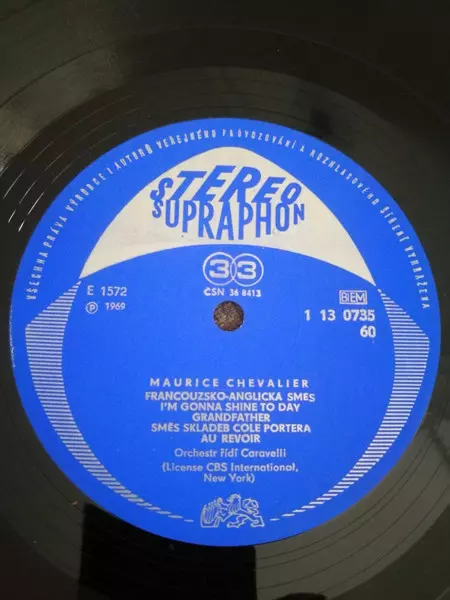 VŠECHNA PRÁVA VÝROBCE I AUTORŮ VEŘEJNÉHO PROVOZOVÁNÍ A ROZHLASOVÉHO ŠÍŘENÍ VYHRAZENA
STEREO
SUPRAPHON
33
ČSN 36 8413
E 1572
Ⓟ 1969
BIEM
1 13 0735
60
MAURICE CHEVALIER
FRANCOUZSKO-ANGLICKA SMES
I'M GONNA SHINE TO DAY
GRANDFATHER
SMĚS SKLADEB COLE PORTERA
AU REVOIR
Orchestr řídí Caravelli
(License CBS International,
New York)